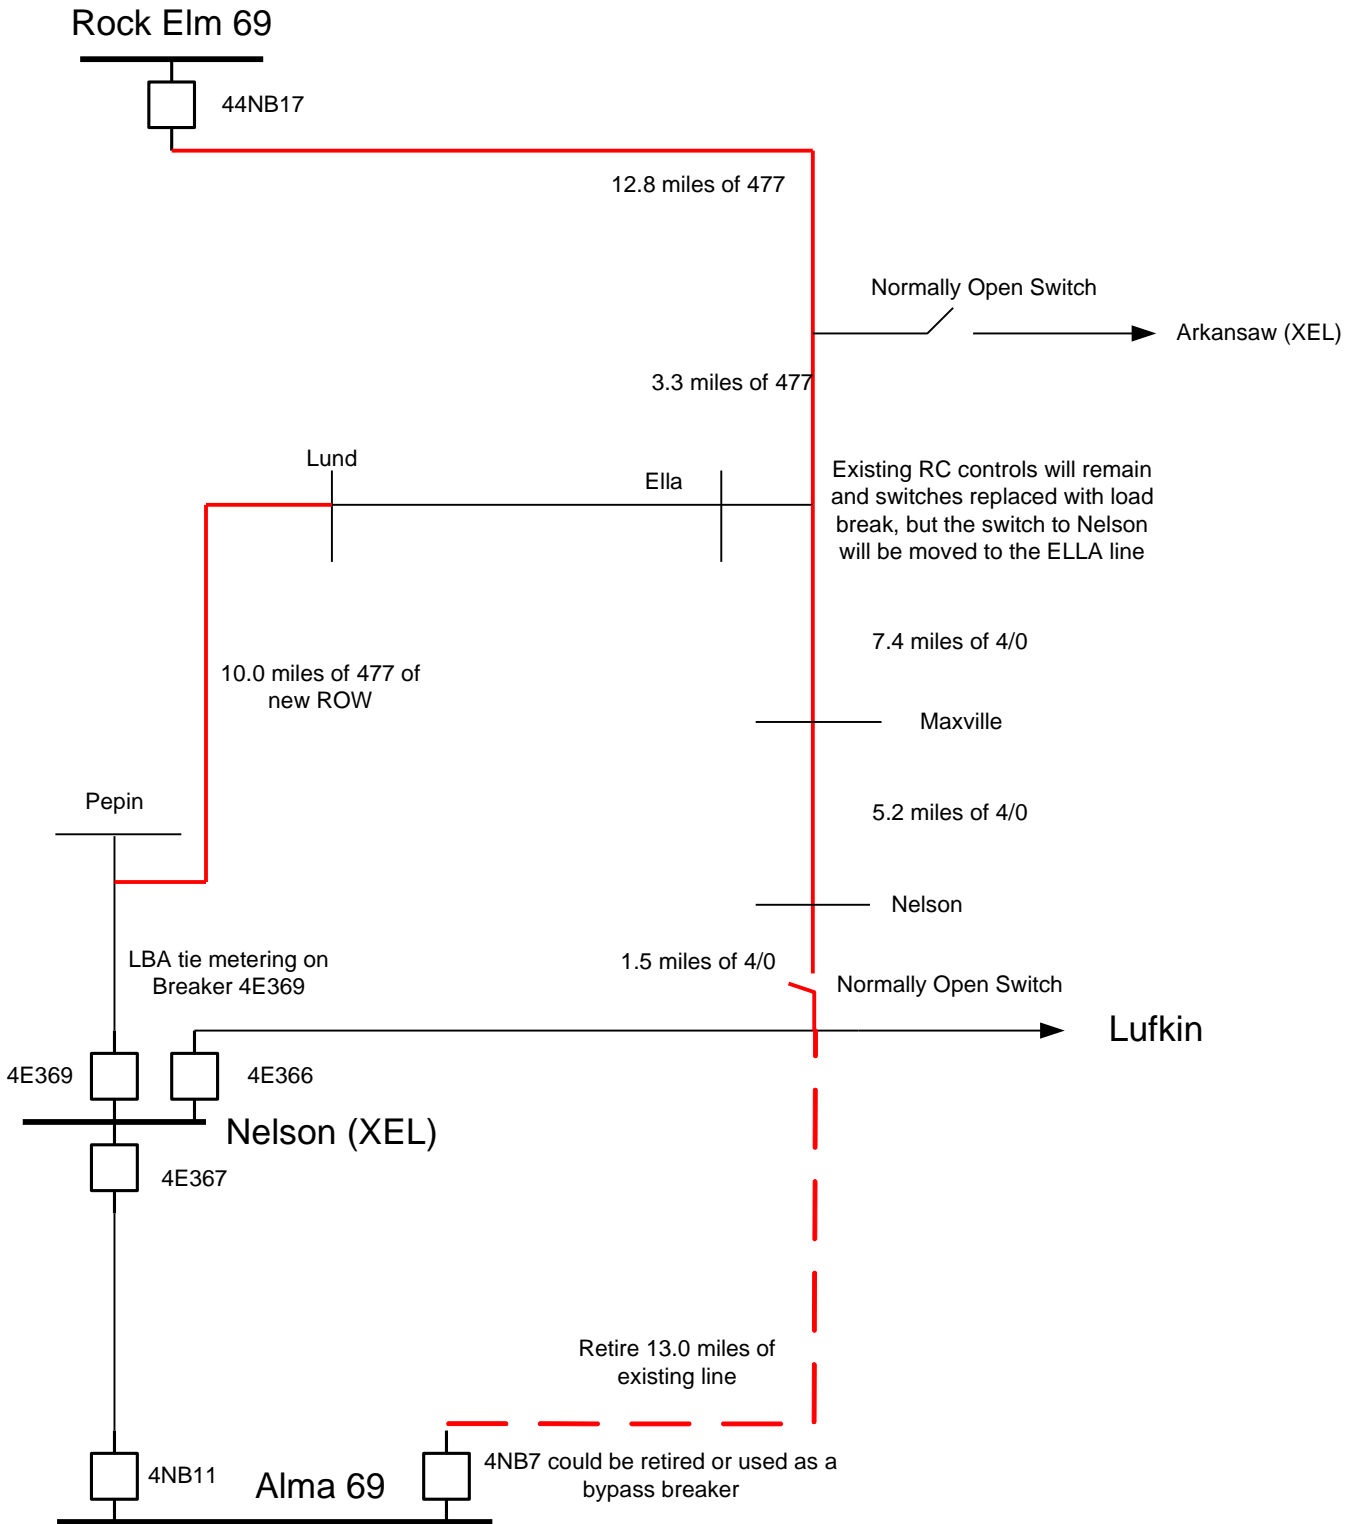 Rock Elm 69
44NB17
12.8 miles of 477
Normally Open Switch
Arkansaw (XEL)
3.3 miles of 477
Lund
Ella
Existing RC controls will remain
and switches replaced with load
break, but the switch to Nelson
will be moved to the ELLA line
7.4 miles of 4/0
10.0 miles of 477 of
new ROW
Maxville
Pepin
5.2 miles of 4/0
Nelson
LBA tie metering on
Breaker 4E369
1.5 miles of 4/0
Normally Open Switch
Lufkin
4E369
4E366
Nelson (XEL)
4E367
Retire 13.0 miles of
existing line
4NB11
Alma 69
4NB7 could be retired or used as a
bypass breaker